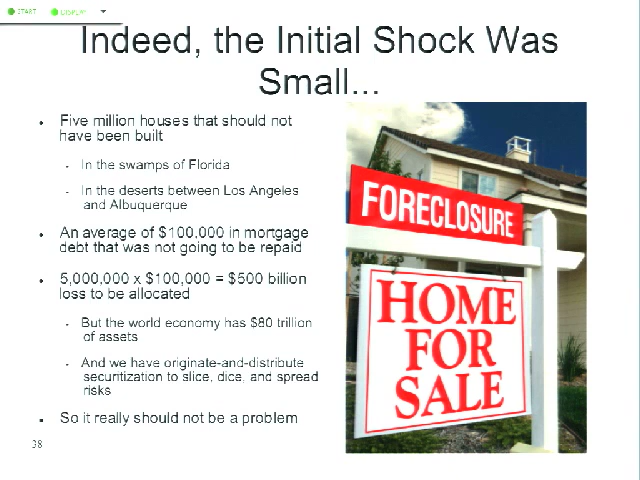 START DISPLAY
Indeed, the Initial Shock Was
Small...
Five million houses that should not
have been built
In the swamps of Florida
In the deserts between Los Angeles
and Albuquerque
An average of $100,000 in mortgage
debt that was not going to be repaid
5,000,000 x $100,000 = $500 billion
loss to be allocated
But the world economy has $80 trillion
of assets
And we have originate-and-distribute
securitization to slice, dice, and spread
risks
So it really should not be a problem
38
FORECLOSURE
HOME
FOR
SALE